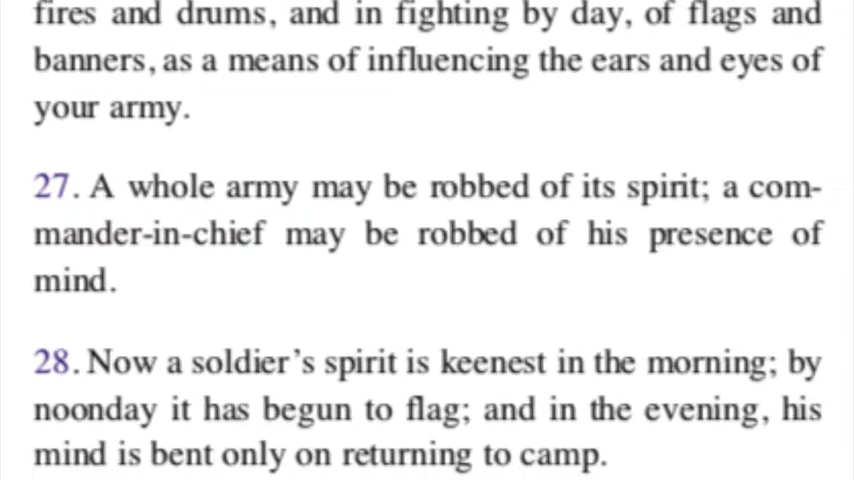 fires and drums, and in fighting by day, of flags and
banners, as a means of influencing the ears and eyes of
your army.
27. A whole army may be robbed of its spirit; a com-
mander-in-chief may be robbed of his presence of
mind.
28. Now a soldier’s spirit is keenest in the morning; by
noonday it has begun to flag; and in the evening, his
mind is bent only on returning to camp.